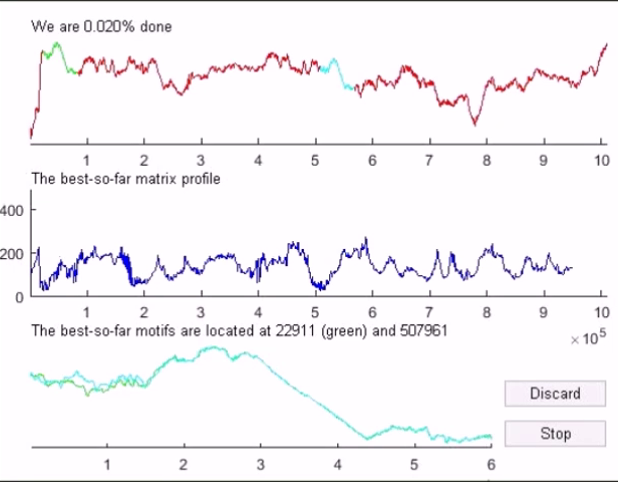 We are 0.020% done
1 2 3 4 5 6 7 8 9 10
The best-so-far matrix profile
400
200
0
1 2 3 4 5 6 7 8 9 10
The best-so-far motifs are located at 22911 (green) and 507961
× 10⁵
Discard
Stop
1 2 3 4 5 6